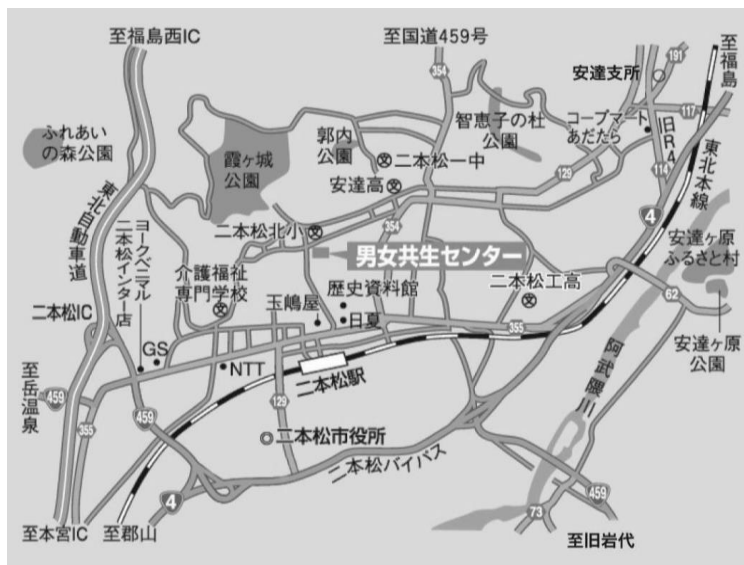 至福島西IC
至国道459号
至福島
354
191
安達支所
117
コープマート
あだたら
旧R4
114
智恵子の杜
公園
ふれあい
の森公園
霞ヶ城
公園
郭内
公園
二本松一中
安達高
129
東北本線
4
東北自動車道
ヨークベニマル
二本松インター店
二本松北小
354
男女共生センター
安達ヶ原
ふるさと村
介護福祉
専門学校
歴史資料館
二本松工高
62
二本松IC
玉嶋屋
日夏
355
安達ヶ原
公園
GS
NTT
二本松駅
阿武隈川
至岳温泉
459
355
459
129
二本松市役所
二本松バイパス
4
459
73
至本宮IC
至郡山
至旧岩代